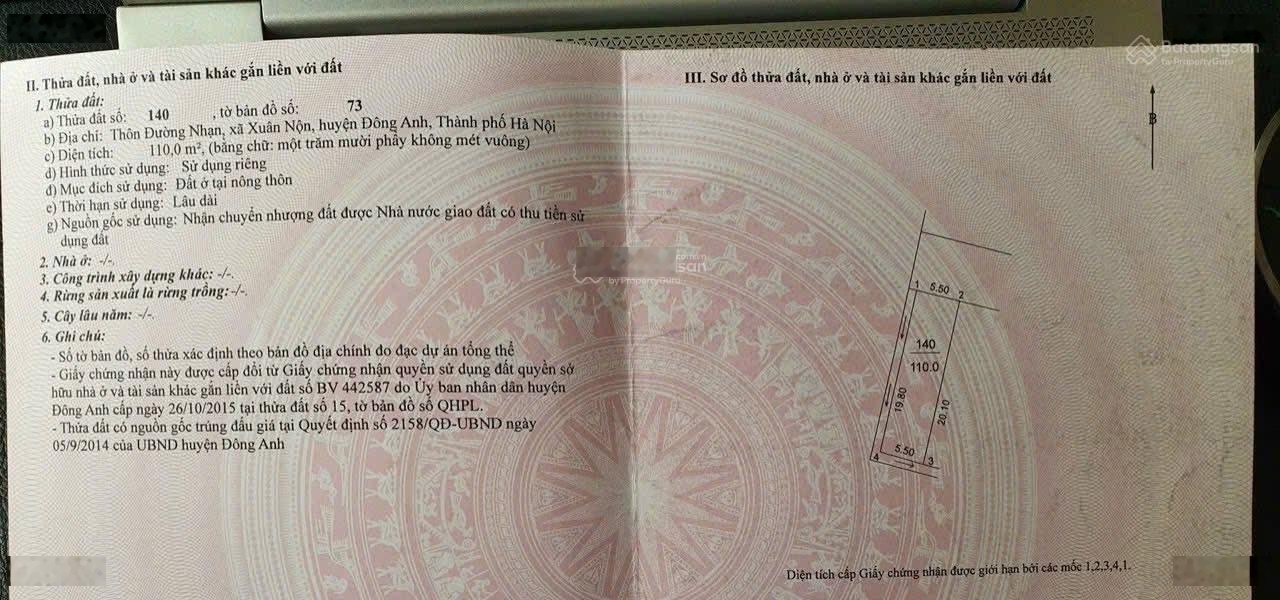 II. Thửa đất, nhà ở và tài sản khác gắn liền với đất
1. Thửa đất:
a) Thửa đất số: 140 , tờ bản đồ số: 73
b) Địa chỉ: Thôn Đường Nhạn, xã Xuân Nộn, huyện Đông Anh, Thành phố Hà Nội
c) Diện tích: 110,0 m², (bằng chữ: một trăm mười phẩy không mét vuông)
d) Hình thức sử dụng: Sử dụng riêng
đ) Mục đích sử dụng: Đất ở tại nông thôn
e) Thời hạn sử dụng: Lâu dài
g) Nguồn gốc sử dụng: Nhận chuyển nhượng đất được Nhà nước giao đất có thu tiền sử
dụng đất
2. Nhà ở: -/-.
3. Công trình xây dựng khác: -/-.
4. Rừng sản xuất là rừng trồng: -/-.
5. Cây lâu năm: -/-.
6. Ghi chú:
- Số tờ bản đồ, số thửa xác định theo bản đồ địa chính đo đạc dự án tổng thể
- Giấy chứng nhận này được cấp đổi từ Giấy chứng nhận quyền sử dụng đất quyền sở
hữu nhà ở và tài sản khác gắn liền với đất số BV 442587 do Ủy ban nhân dân huyện
Đông Anh cấp ngày 26/10/2015 tại thửa đất số 15, tờ bản đồ số QHPL.
- Thửa đất có nguồn gốc trúng đấu giá tại Quyết định số 2158/QĐ-UBND ngày
05/9/2014 của UBND huyện Đông Anh
III. Sơ đồ thửa đất, nhà ở và tài sản khác gắn liền với đất
B
1 5.50 2
140
110.0
19.80
20.10
4 5.50 3
Diện tích cấp Giấy chứng nhận được giới hạn bởi các mốc 1,2,3,4,1.
Batdongsan
by PropertyGuru
by PropertyGuru